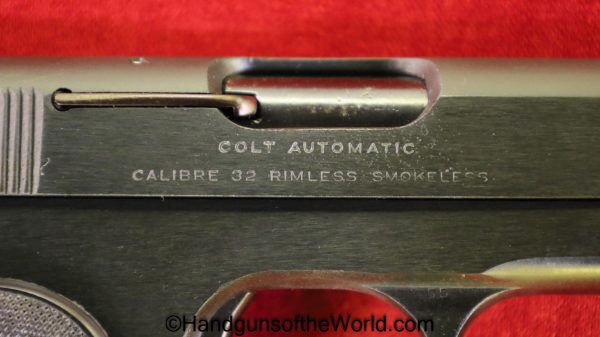 COLT AUTOMATIC
CALIBRE 32 RIMLESS SMOKELESS
©HandgunsoftheWorld.com